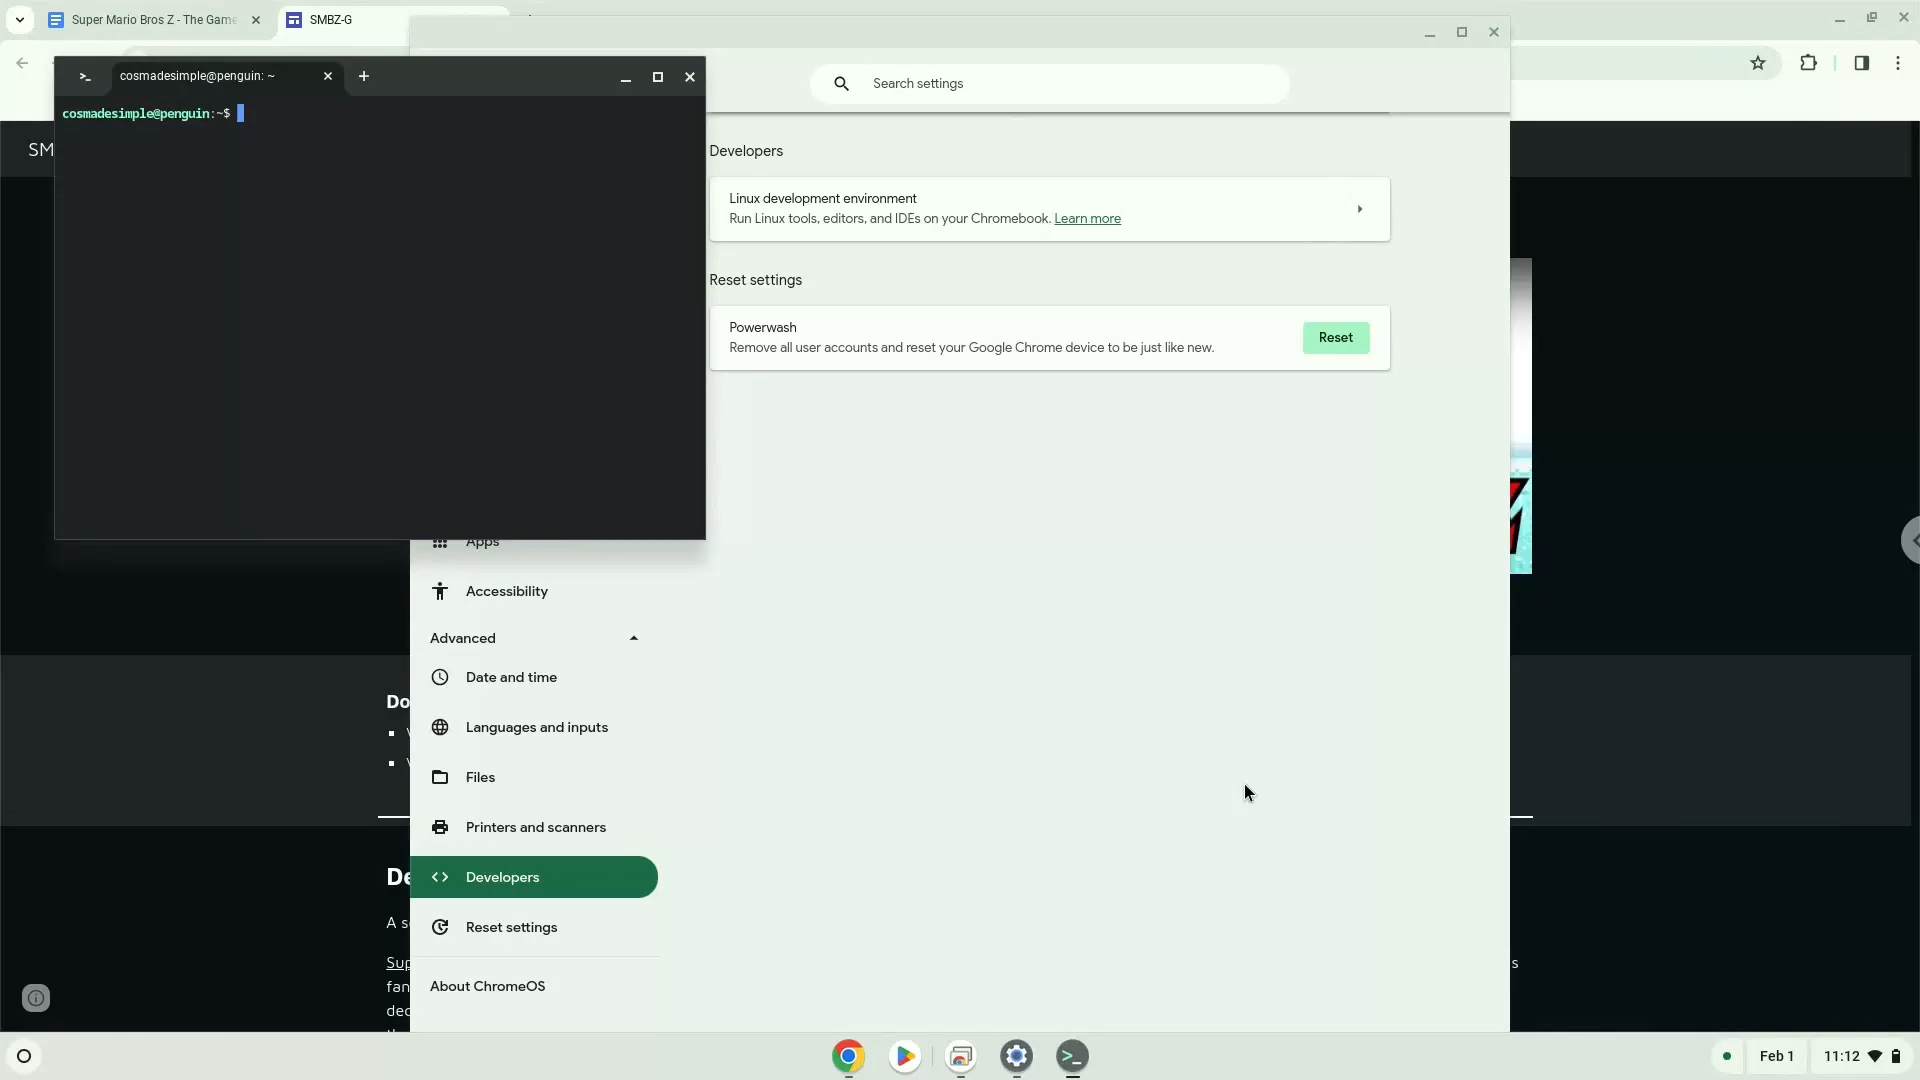 Super Mario Bros Z - The Game
SMBZ-G
cosmadesimple@penguin: ~
cosmadesimple@penguin:~$
Search settings
SM
Developers
Linux development environment
Run Linux tools, editors, and IDEs on your Chromebook. Learn more
Reset settings
Powerwash
Remove all user accounts and reset your Google Chrome device to be just like new.
Reset
Apps
Accessibility
Advanced
Date and time
Languages and inputs
Files
Printers and scanners
Developers
Reset settings
About ChromeOS
Do
De
A s
Sup
fan
dec
s
Feb 1
11:12